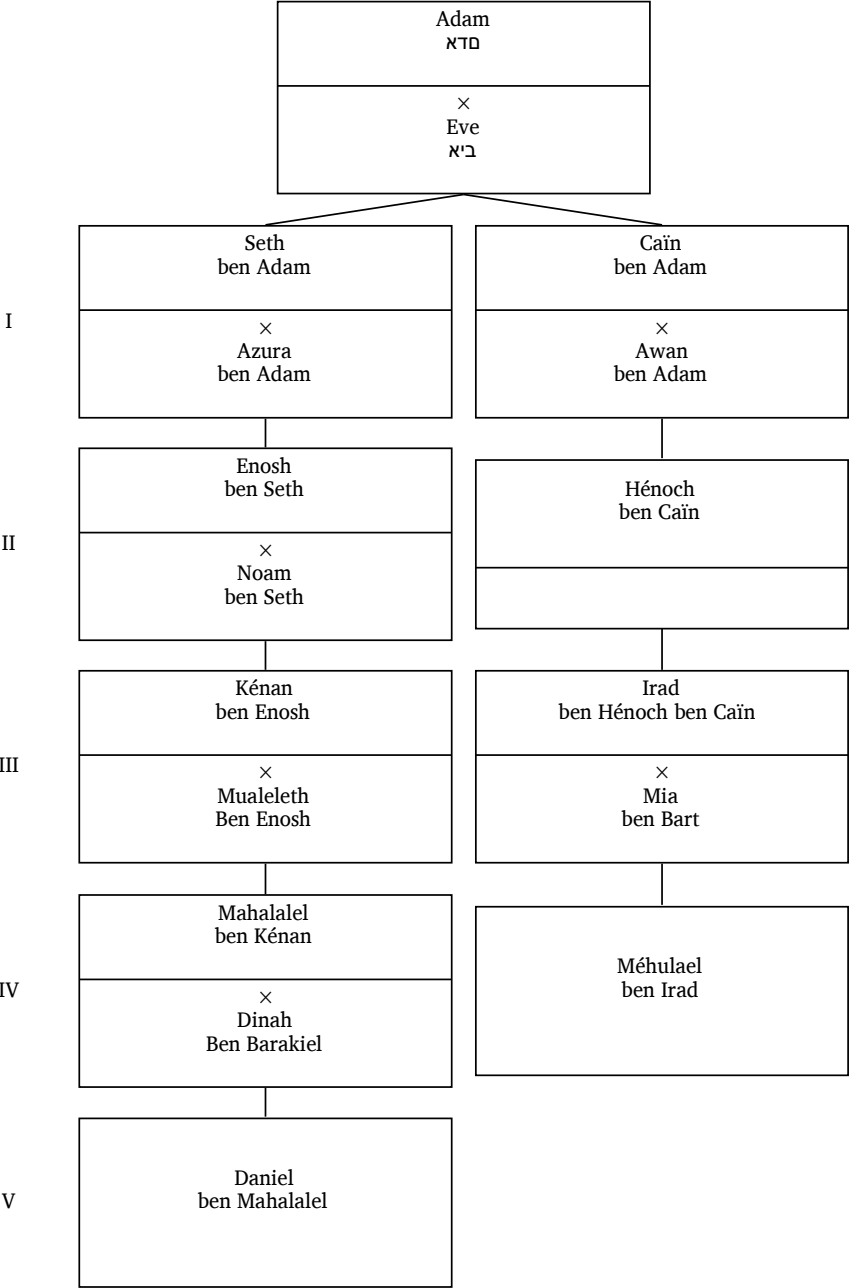 Adam
םדא
×
Eve
ביא
I
Seth
ben Adam
×
Azura
ben Adam
Caïn
ben Adam
×
Awan
ben Adam
II
Enosh
ben Seth
×
Noam
ben Seth
Hénoch
ben Caïn
III
Kénan
ben Enosh
×
Mualeleth
Ben Enosh
Irad
ben Hénoch ben Caïn
×
Mia
ben Bart
IV
Mahalalel
ben Kénan
×
Dinah
Ben Barakiel
Méhulael
ben Irad
V
Daniel
ben Mahalalel